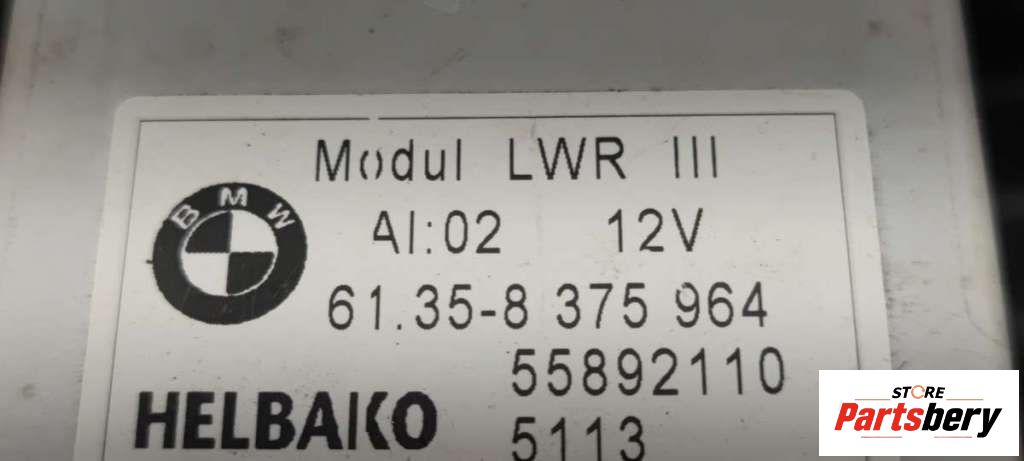 Modul LWR III
BMW
AI:02 12V
61.35-8 375 964
55892110
HELBAKO
5113
STORE
Partsbery